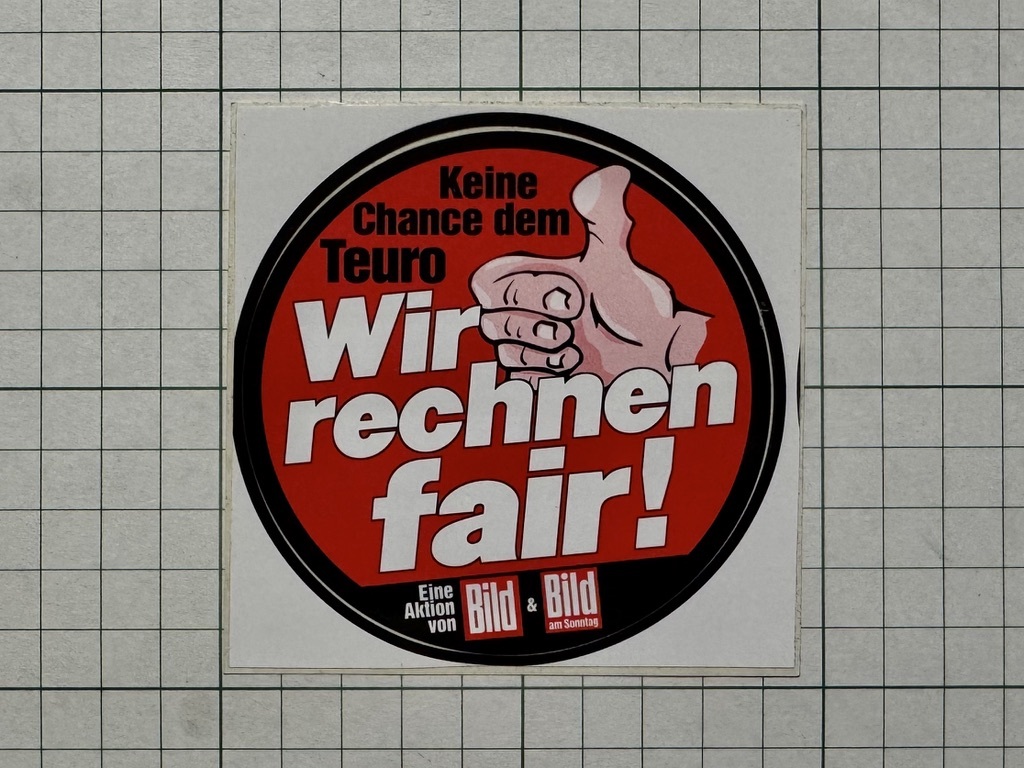 Keine
Chance dem
Teuro
Wir
rechnen
fair!
Eine
Aktion
von
Bild & Bild
am Sonntag